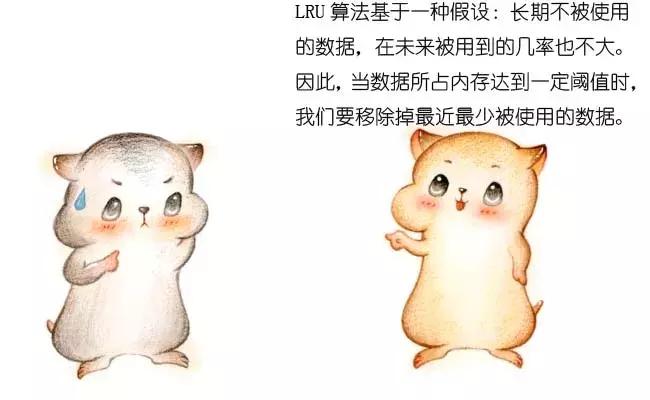 LRU 算法基于一种假设：长期不被使用
的数据，在未来被用到的几率也不大。
因此，当数据所占内存达到一定阈值时，
我们要移除掉最近最少被使用的数据。